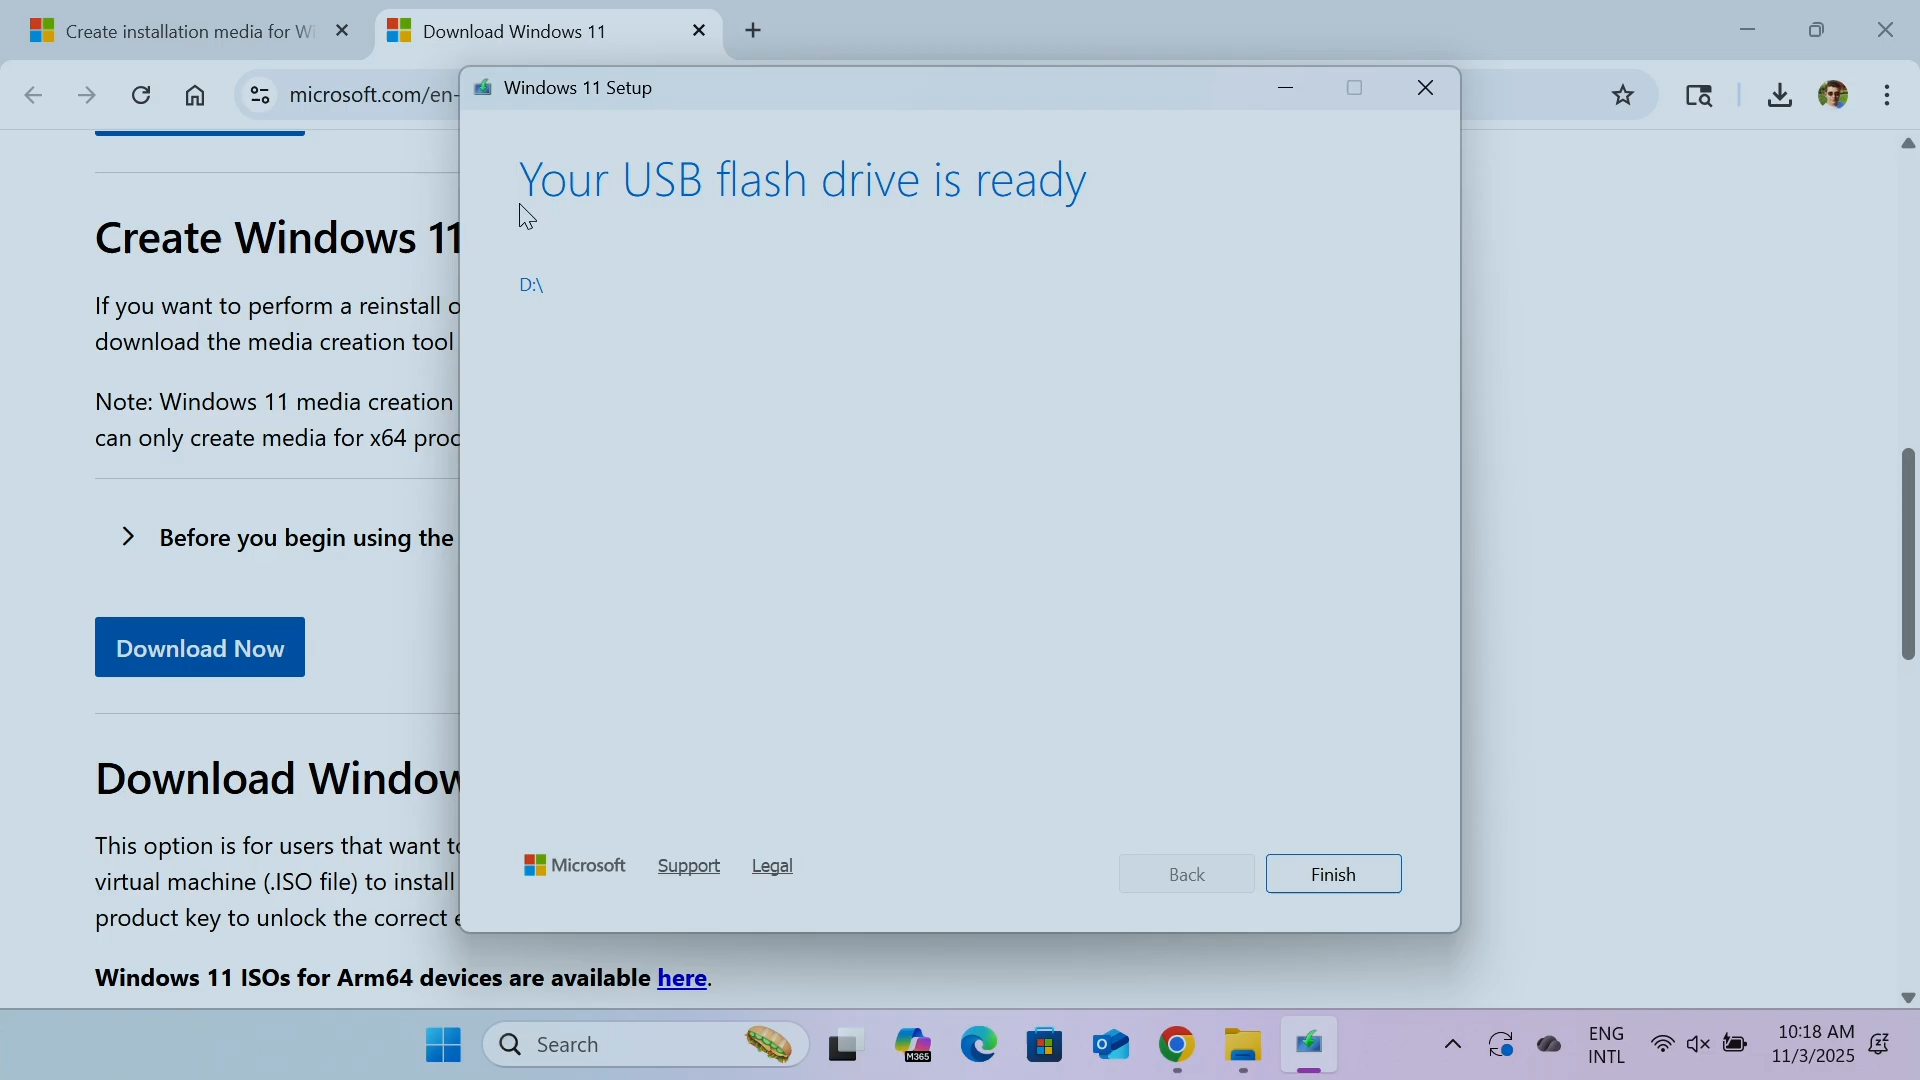 Create installation media for Wi
Download Windows 11
microsoft.com/en-
Windows 11 Setup
Your USB flash drive is ready
D:\
Create Windows 11
If you want to perform a reinstall o
download the media creation tool
Note: Windows 11 media creation
can only create media for x64 proc
Before you begin using the
Download Now
Download Window
This option is for users that want to
virtual machine (.ISO file) to install
product key to unlock the correct e
Microsoft
Support
Legal
Back
Finish
Windows 11 ISOs for Arm64 devices are available here.
Search
M365
ENG
INTL
10:18 AM
11/3/2025